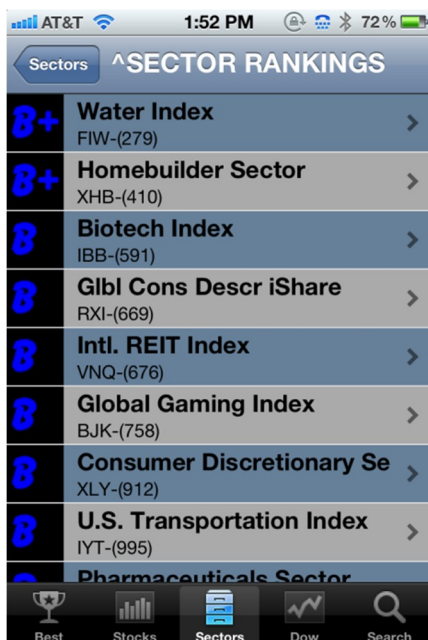 AT&T 1:52 PM 72%
Sectors ^SECTOR RANKINGS
B+ Water Index
FIW-(279)
B+ Homebuilder Sector
XHB-(410)
B Biotech Index
IBB-(591)
B Glbl Cons Descr iShare
RXI-(669)
B Intl. REIT Index
VNQ-(676)
B Global Gaming Index
BJK-(758)
B Consumer Discretionary Se
XLY-(912)
B U.S. Transportation Index
IYT-(995)
B Pharmaceuticals Sector
Best Stocks Sectors Dow Search